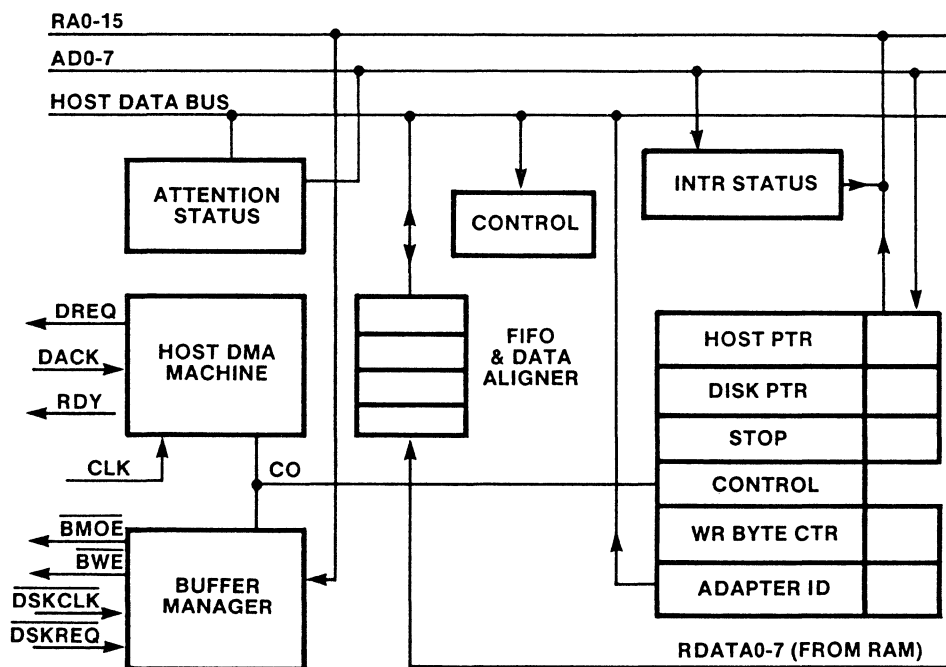 RA0-15
AD0-7
HOST DATA BUS
ATTENTION
STATUS
CONTROL
INTR STATUS
DREQ
DACK
RDY
CLK
HOST DMA
MACHINE
FIFO
& DATA
ALIGNER
HOST PTR
DISK PTR
STOP
CONTROL
WR BYTE CTR
ADAPTER ID
CO
BMOE
BWE
DSKCLK
DSKREQ
BUFFER
MANAGER
RDATA0-7 (FROM RAM)